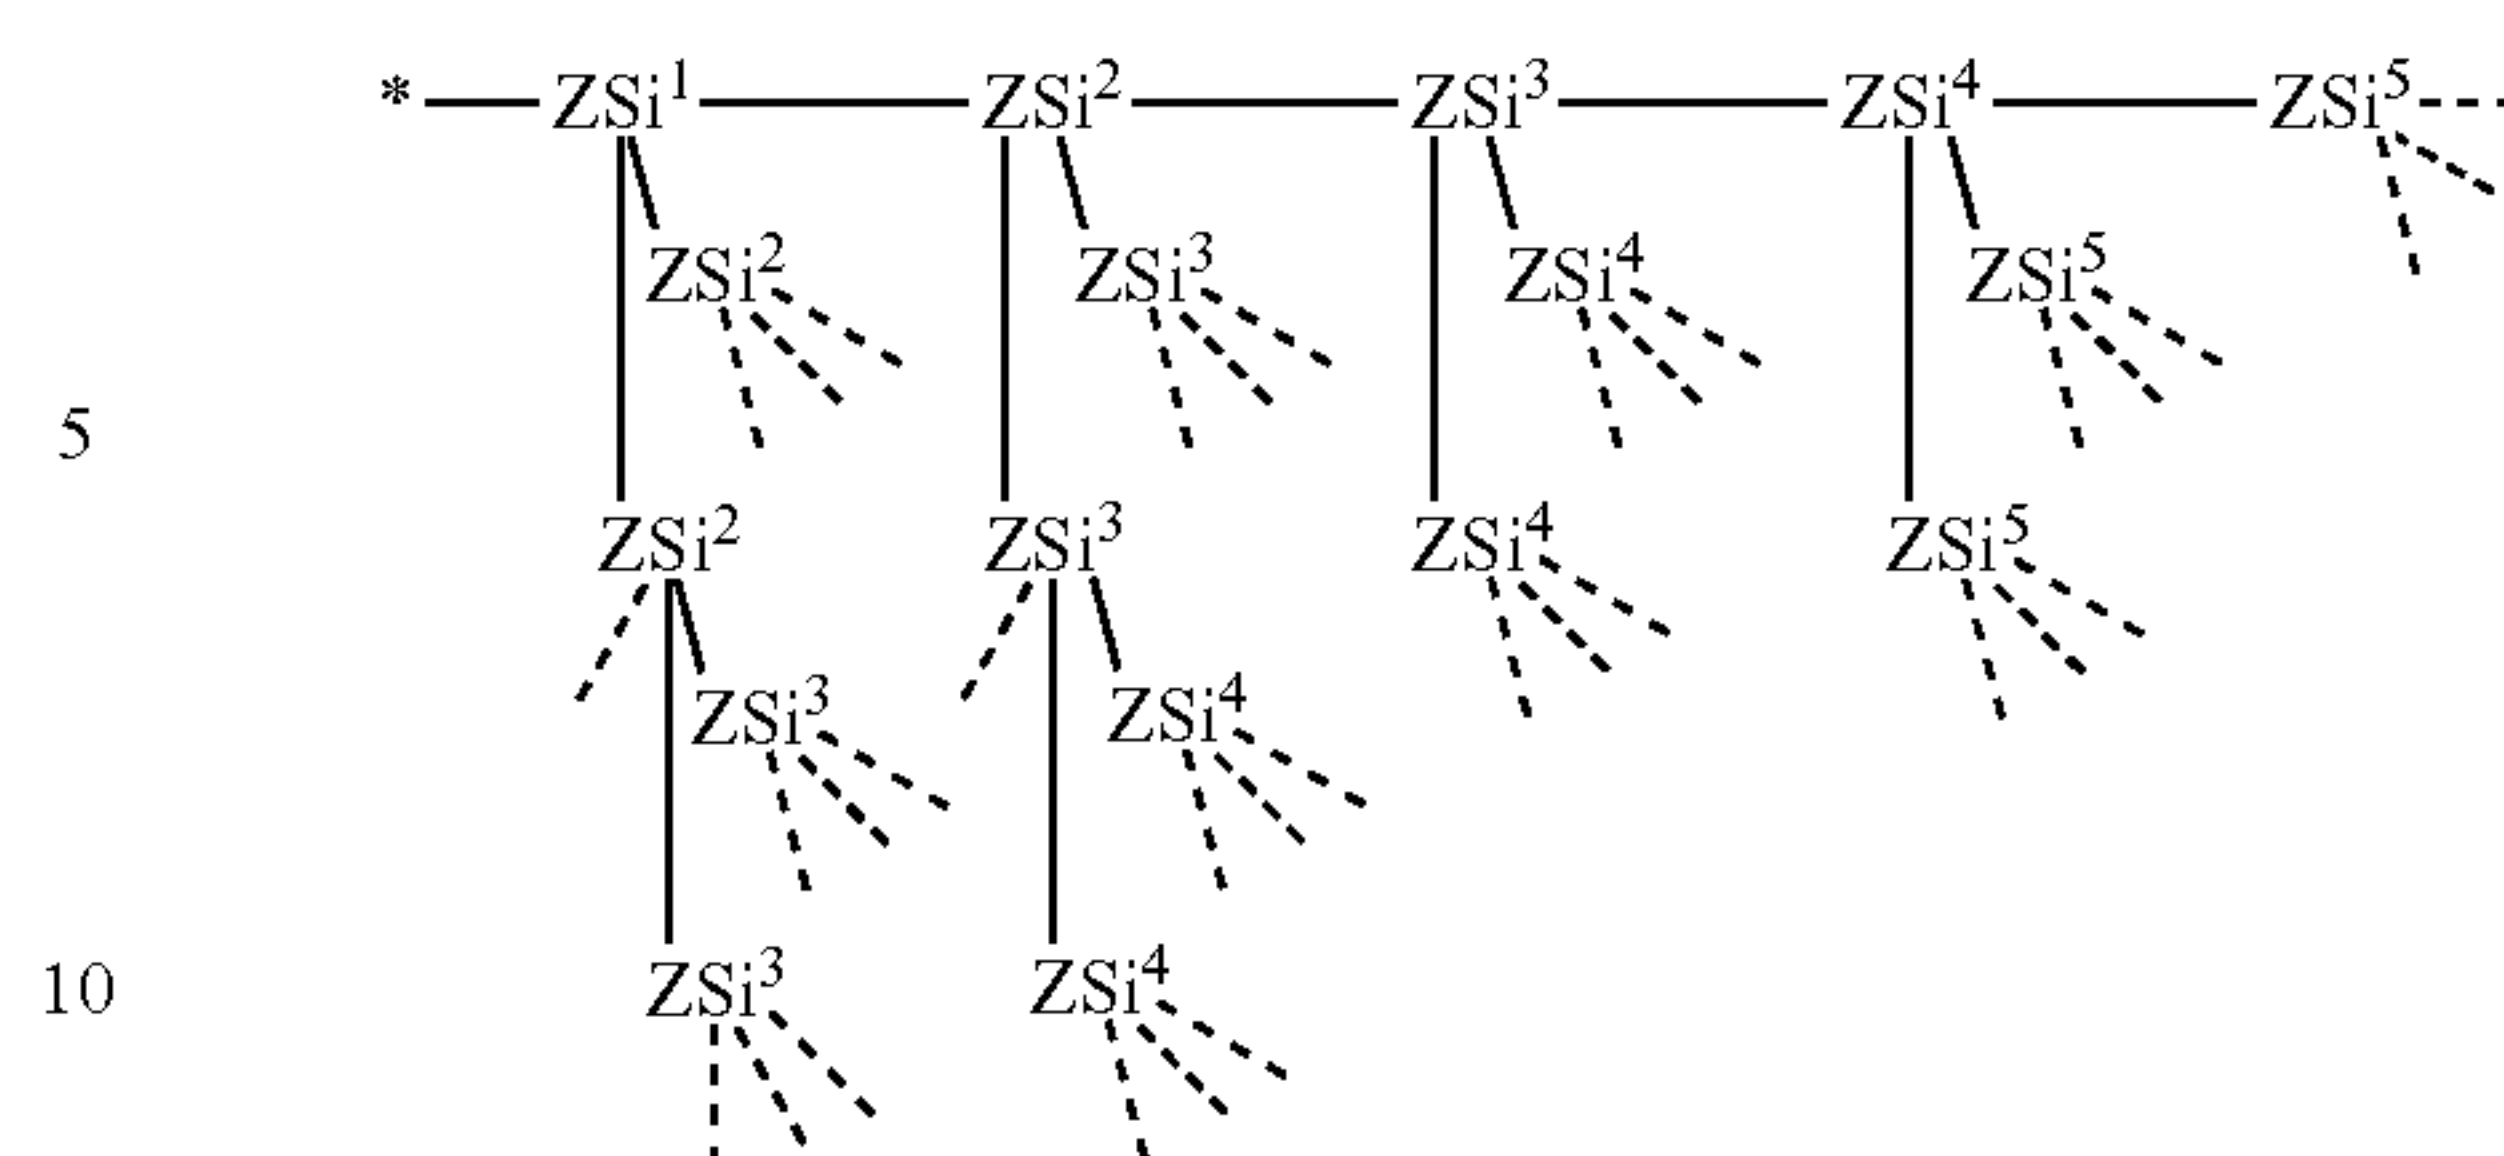 * ZSi¹ ZSi² ZSi³ ZSi⁴ ZSi⁵
ZSi² ZSi³ ZSi⁴ ZSi⁵
5
ZSi² ZSi³ ZSi⁴ ZSi⁵
ZSi³ ZSi⁴
10 ZSi³ ZSi⁴